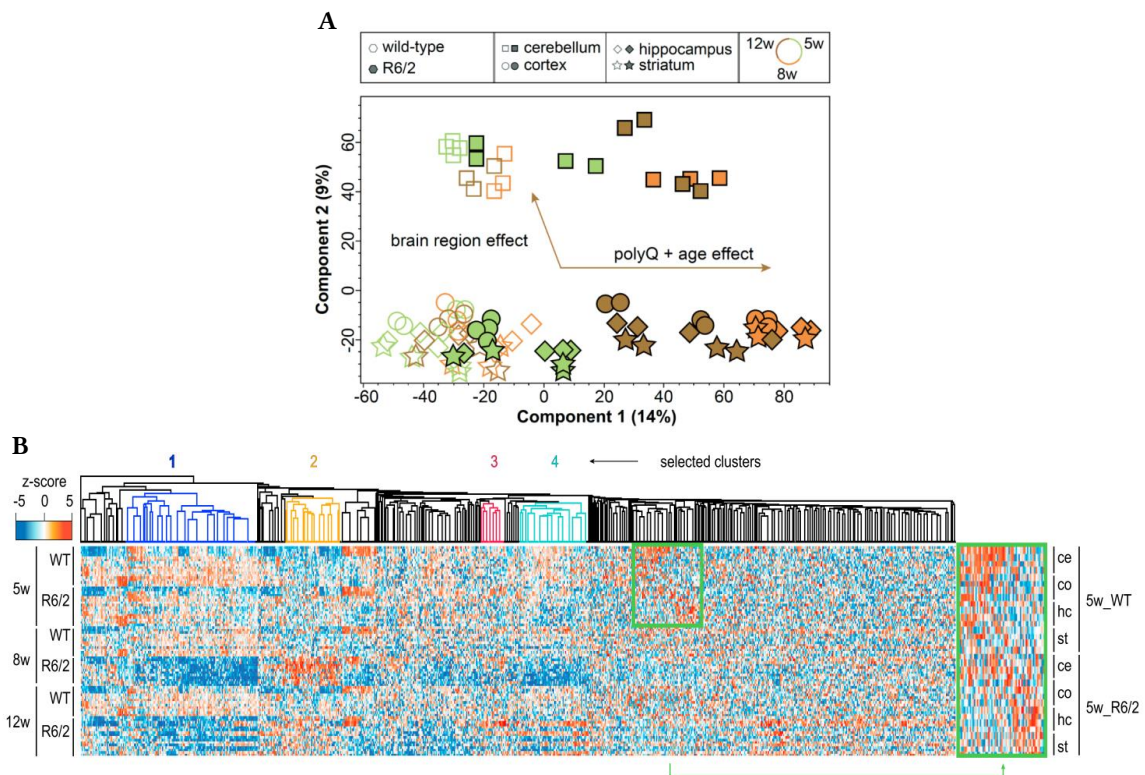 A
wild-type
R6/2
cerebellum
cortex
hippocampus
striatum
12w 5w
8w
Component 2 (9%)
60
40
20
0
-20
brain region effect
polyQ + age effect
-60 -40 -20 0 20 40 60 80
Component 1 (14%)
B
1 2 3 4 selected clusters
z-score
-5 0 5
5w
WT
R6/2
8w
WT
R6/2
12w
WT
R6/2
ce
co
hc
st
5w_WT
ce
co
hc
st
5w_R6/2